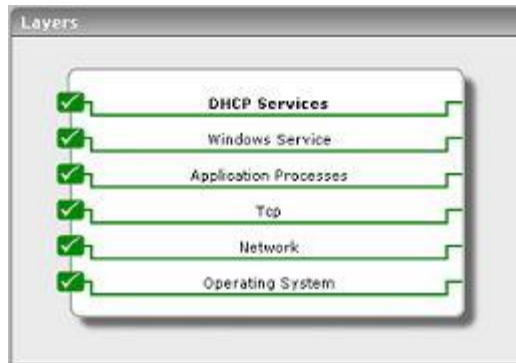 Layers
DHCP Services
Windows Service
Application Processes
Tcp
Network
Operating System